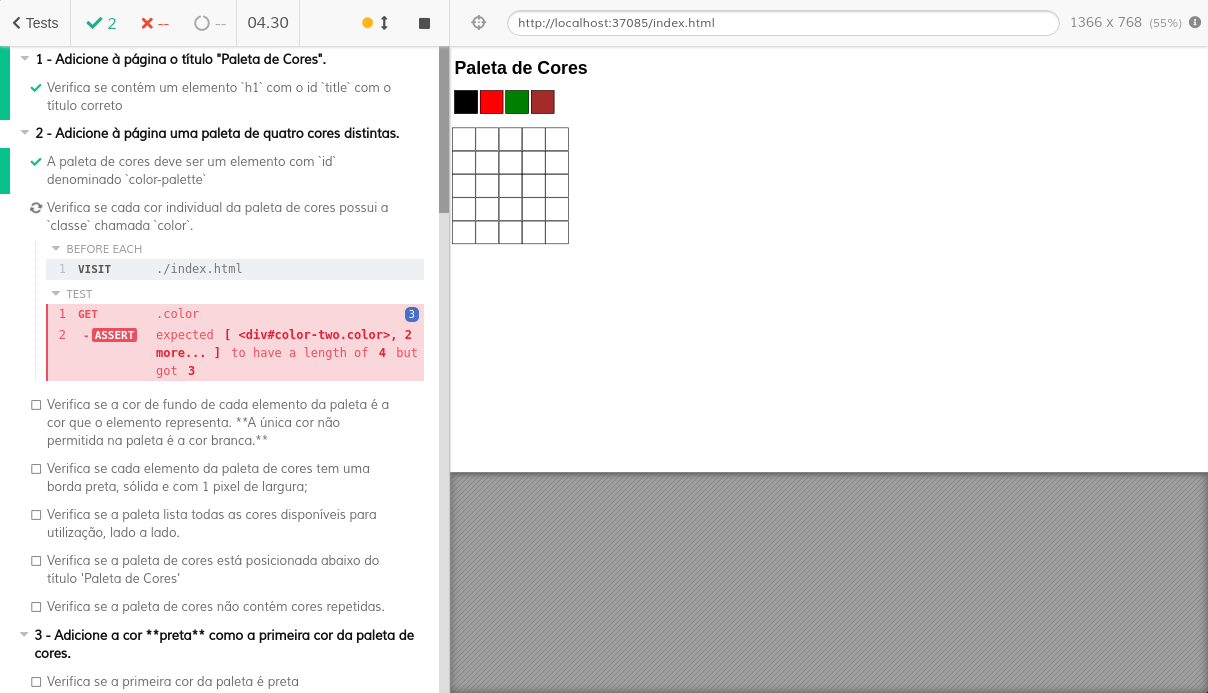 Tests
2
--
--
04.30
http://localhost:37085/index.html
1366 x 768 (55%)
1 - Adicione à página o título "Paleta de Cores".
Verifica se contém um elemento `h1` com o id `title` com o
título correto
2 - Adicione à página uma paleta de quatro cores distintas.
A paleta de cores deve ser um elemento com `id`
denominado `color-palette`
Verifica se cada cor individual da paleta de cores possui a
`classe` chamada `color`.
BEFORE EACH
1 VISIT ./index.html
TEST
1 GET .color 3
2 -ASSERT expected [ <div#color-two.color>, 2
more... ] to have a length of 4 but
got 3
Verifica se a cor de fundo de cada elemento da paleta é a
cor que o elemento representa. **A única cor não
permitida na paleta é a cor branca.**
Verifica se cada elemento da paleta de cores tem uma
borda preta, sólida e com 1 pixel de largura;
Verifica se a paleta lista todas as cores disponíveis para
utilização, lado a lado.
Verifica se a paleta de cores está posicionada abaixo do
título 'Paleta de Cores'
Verifica se a paleta de cores não contém cores repetidas.
3 - Adicione a cor **preta** como a primeira cor da paleta de
cores.
Verifica se a primeira cor da paleta é preta
Paleta de Cores